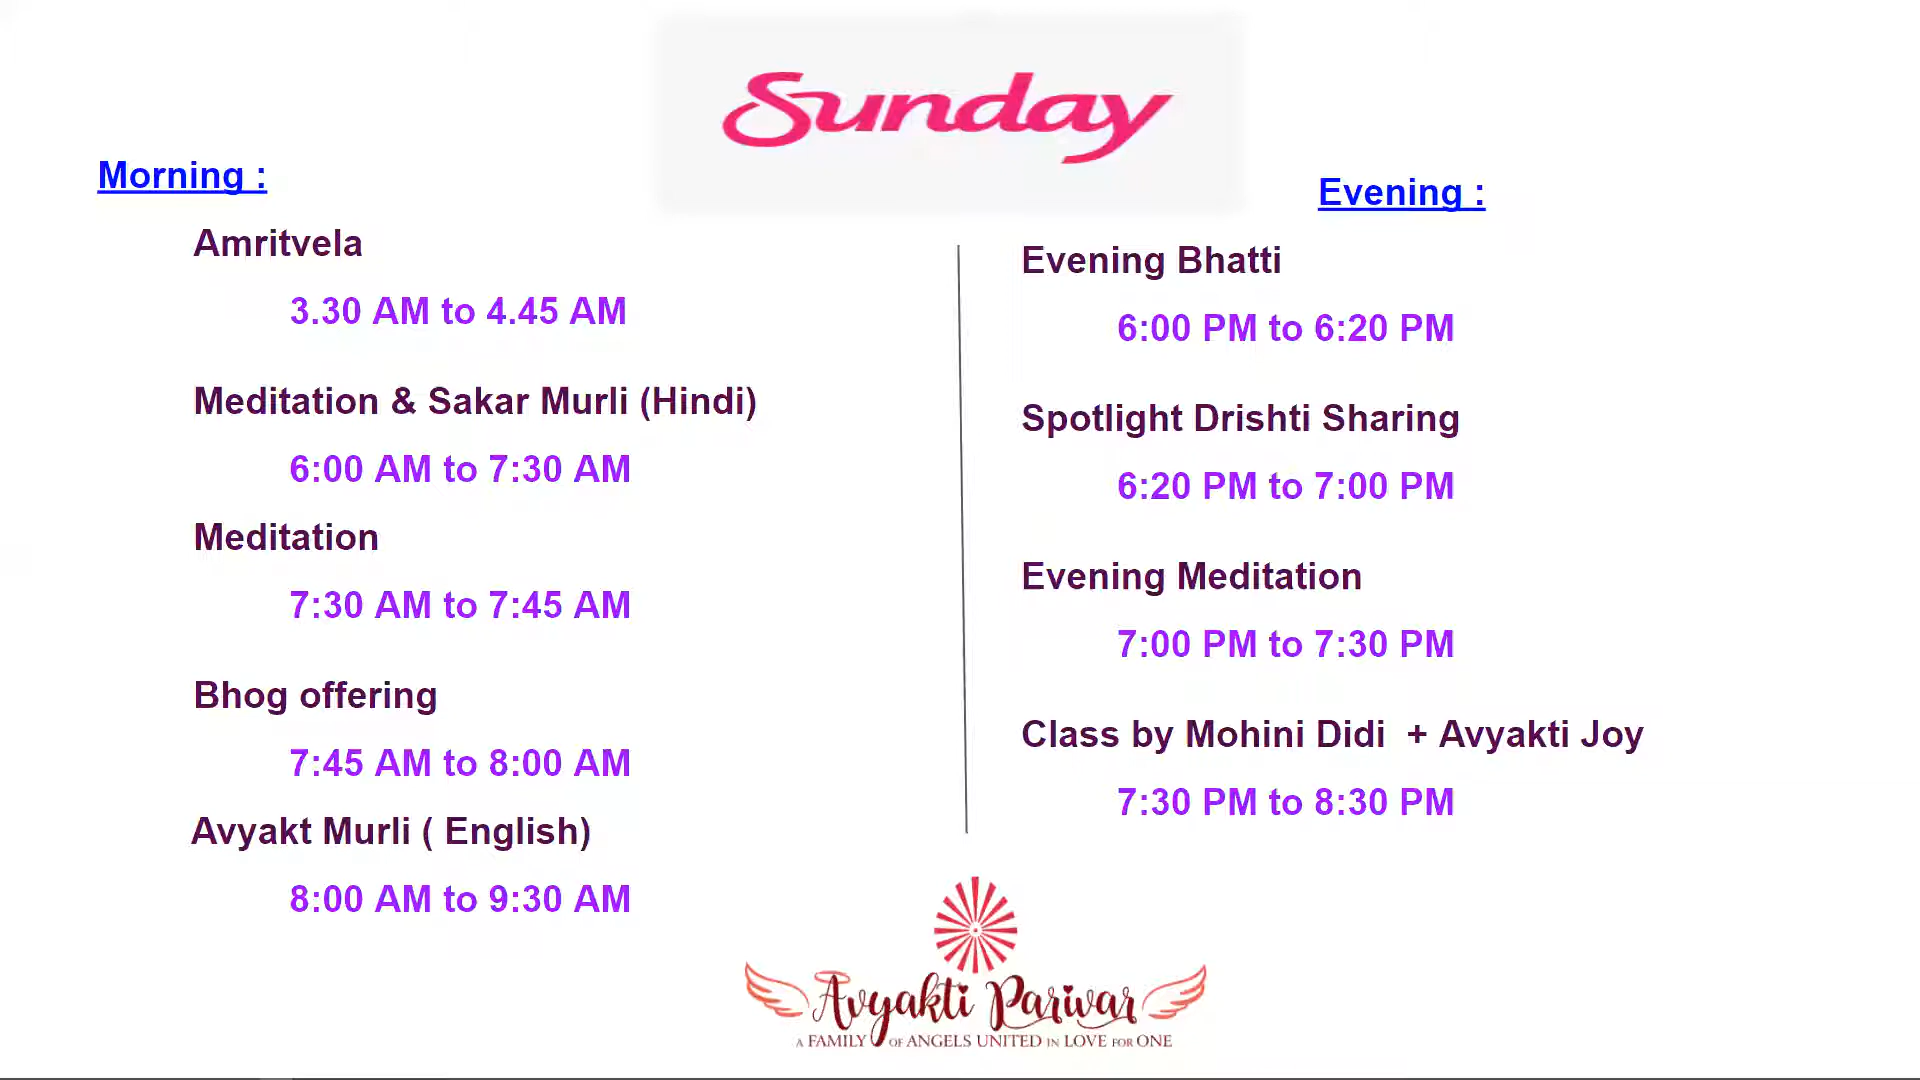 Sunday
Morning :
Amritvela
3.30 AM to 4.45 AM
Meditation & Sakar Murli (Hindi)
6:00 AM to 7:30 AM
Meditation
7:30 AM to 7:45 AM
Bhog offering
7:45 AM to 8:00 AM
Avyakt Murli ( English)
8:00 AM to 9:30 AM
Evening :
Evening Bhatti
6:00 PM to 6:20 PM
Spotlight Drishti Sharing
6:20 PM to 7:00 PM
Evening Meditation
7:00 PM to 7:30 PM
Class by Mohini Didi  + Avyakti Joy
7:30 PM to 8:30 PM
Avyakti Parivar
A FAMILY OF ANGELS UNITED IN LOVE FOR ONE